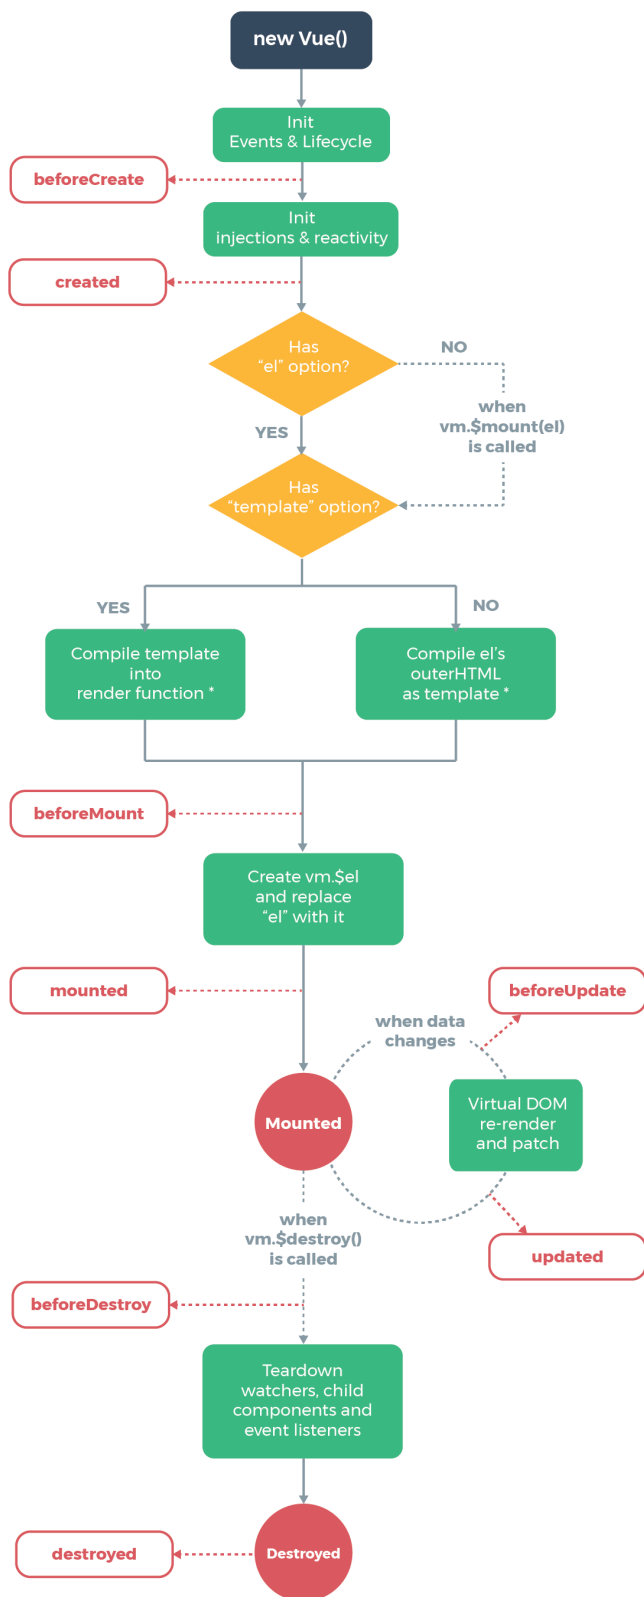 new Vue()
Init
Events & Lifecycle
beforeCreate
Init
injections & reactivity
created
Has
“el” option?
NO
when
vm.$mount(el)
is called
YES
Has
“template” option?
YES
NO
Compile template
into
render function *
Compile el’s
outerHTML
as template *
beforeMount
Create vm.$el
and replace
“el” with it
mounted
beforeUpdate
when data
changes
Mounted
Virtual DOM
re-render
and patch
when
vm.$destroy()
is called
updated
beforeDestroy
Teardown
watchers, child
components and
event listeners
destroyed
Destroyed